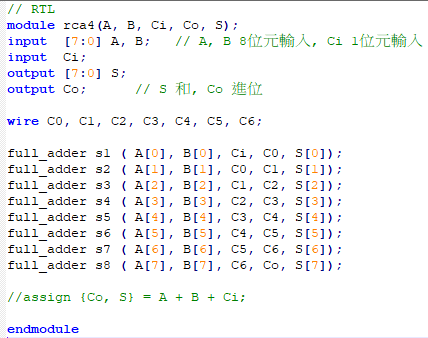 // RTL
module rca4(A, B, Ci, Co, S);
input  [7:0] A, B;   // A, B 8位元輸入, Ci 1位元輸入
input  Ci;
output [7:0] S;
output Co;      // S 和, Co 進位
wire C0, C1, C2, C3, C4, C5, C6;
full_adder s1 ( A[0], B[0], Ci, C0, S[0]);
full_adder s2 ( A[1], B[1], C0, C1, S[1]);
full_adder s3 ( A[2], B[2], C1, C2, S[2]);
full_adder s4 ( A[3], B[3], C2, C3, S[3]);
full_adder s5 ( A[4], B[4], C3, C4, S[4]);
full_adder s6 ( A[5], B[5], C4, C5, S[5]);
full_adder s7 ( A[6], B[6], C5, C6, S[6]);
full_adder s8 ( A[7], B[7], C6, Co, S[7]);
//assign {Co, S} = A + B + Ci;
endmodule